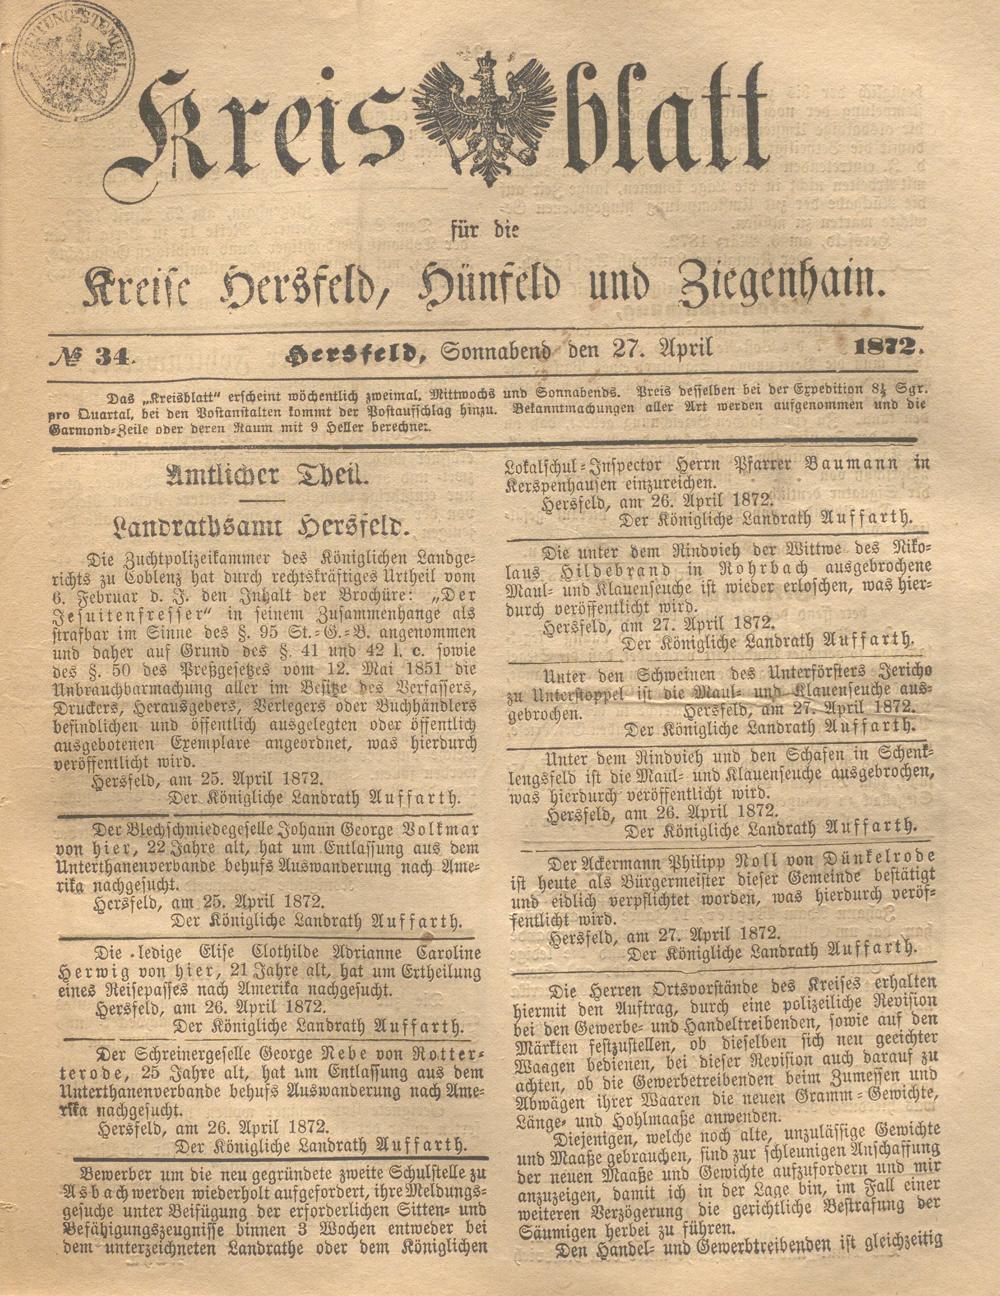 ZEITUNG-STEMPEL
Kreisblatt
für die
Kreise Hersfeld, Hünfeld und Ziegenhain.
№ 34. Hersfeld, Sonnabend den 27. April 1872.
Das „Kreisblatt“ erscheint wöchentlich zweimal, Mittwochs und Sonnabends. Preis desselben bei der Expedition 8½ Sgr.
pro Quartal, bei den Postanstalten kommt der Postaufschlag hinzu. Bekanntmachungen aller Art werden aufgenommen und die
Garmond-Zeile oder deren Raum mit 9 Heller berechnet.
Amtlicher Theil.
Landrathsamt Hersfeld.
Die Zuchtpolizeikammer des Königlichen Landge-
richts zu Coblenz hat durch rechtskräftiges Urtheil vom
6. Februar d. J. den Inhalt der Brochüre: „Der
Jesuitenfresser“ in seinem Zusammenhange als
strafbar im Sinne des §. 95 St.-G.-B. angenommen
und daher auf Grund des §. 41 und 42 l. c. sowie
des §. 50 des Preßgesetzes vom 12. Mai 1851 die
Unbrauchbarmachung aller im Besitze des Verfassers,
Druckers, Herausgebers, Verlegers oder Buchhändlers
befindlichen und öffentlich ausgelegten oder öffentlich
ausgebotenen Exemplare angeordnet, was hierdurch
veröffentlicht wird.
Hersfeld, am 25. April 1872.
Der Königliche Landrath Auffarth.
Der Blechschmiedegeselle Johann George Volkmar
von hier, 22 Jahre alt, hat um Entlassung aus dem
Unterthanenverbande behufs Auswanderung nach Ame-
rika nachgesucht.
Hersfeld, am 25. April 1872.
Der Königliche Landrath Auffarth.
Die ledige Elise Clothilde Adrianne Caroline
Herwig von hier, 21 Jahre alt, hat um Ertheilung
eines Reisepasses nach Amerika nachgesucht.
Hersfeld, am 26. April 1872.
Der Königliche Landrath Auffarth.
Der Schreinergeselle George Nebe von Rotter-
terode, 25 Jahre alt, hat um Entlassung aus dem
Unterthanenverbande behufs Auswanderung nach Ame-
rika nachgesucht.
Hersfeld, am 26. April 1872.
Der Königliche Landrath Auffarth.
Bewerber um die neu gegründete zweite Schulstelle zu
Asbach werden wiederholt aufgefordert, ihre Meldungs-
gesuche unter Beifügung der erforderlichen Sitten- und
Befähigungszeugnisse binnen 3 Wochen entweder bei
dem unterzeichneten Landrathe oder dem Königlichen
Lokalschul-Inspector Herrn Pfarrer Baumann in
Kerspenhausen einzureichen.
Hersfeld, am 26. April 1872.
Der Königliche Landrath Auffarth.
Die unter dem Rindvieh der Wittwe des Niko-
laus Hildebrand in Rohrbach ausgebrochene
Maul- und Klauenseuche ist wieder erloschen, was hier-
durch veröffentlicht wird.
Hersfeld, am 27. April 1872.
Der Königliche Landrath Auffarth.
Unter den Schweinen des Unterförsters Jericho
zu Unterstoppel ist die Maul- und Klauenseuche aus-
gebrochen. Hersfeld, am 27. April 1872.
Der Königliche Landrath Auffarth.
Unter dem Rindvieh und den Schafen in Schenk-
lengsfeld ist die Maul- und Klauenseuche ausgebrochen,
was hierdurch veröffentlicht wird.
Hersfeld, am 26. April 1872.
Der Königliche Landrath Auffarth.
Der Ackermann Philipp Noll von Dünkelrode
ist heute als Bürgermeister dieser Gemeinde bestätigt
und eidlich verpflichtet worden, was hierdurch veröf-
fentlicht wird.
Hersfeld, am 27. April 1872.
Der Königliche Landrath Auffarth.
Die Herren Ortsvorstände des Kreises erhalten
hiermit den Auftrag, durch eine polizeiliche Revision
bei den Gewerbe- und Handeltreibenden, sowie auf den
Märkten festzustellen, ob dieselben sich neu geeichter
Waagen bedienen, bei dieser Revision auch darauf zu
achten, ob die Gewerbetreibenden beim Zumessen und
Abwägen ihrer Waaren die neuen Gramm-Gewichte,
Länge- und Hohlmaaße anwenden.
Diejenigen, welche noch alte, unzulässige Gewichte
und Maaße gebrauchen, sind zur schleunigen Anschaffung
der neuen Maaße und Gewichte aufzufordern und mir
anzuzeigen, damit ich in der Lage bin, im Fall einer
weiteren Verzögerung die gerichtliche Bestrafung der
Säumigen herbei zu führen.
Den Handel- und Gewerbtreibenden ist gleichzeitig